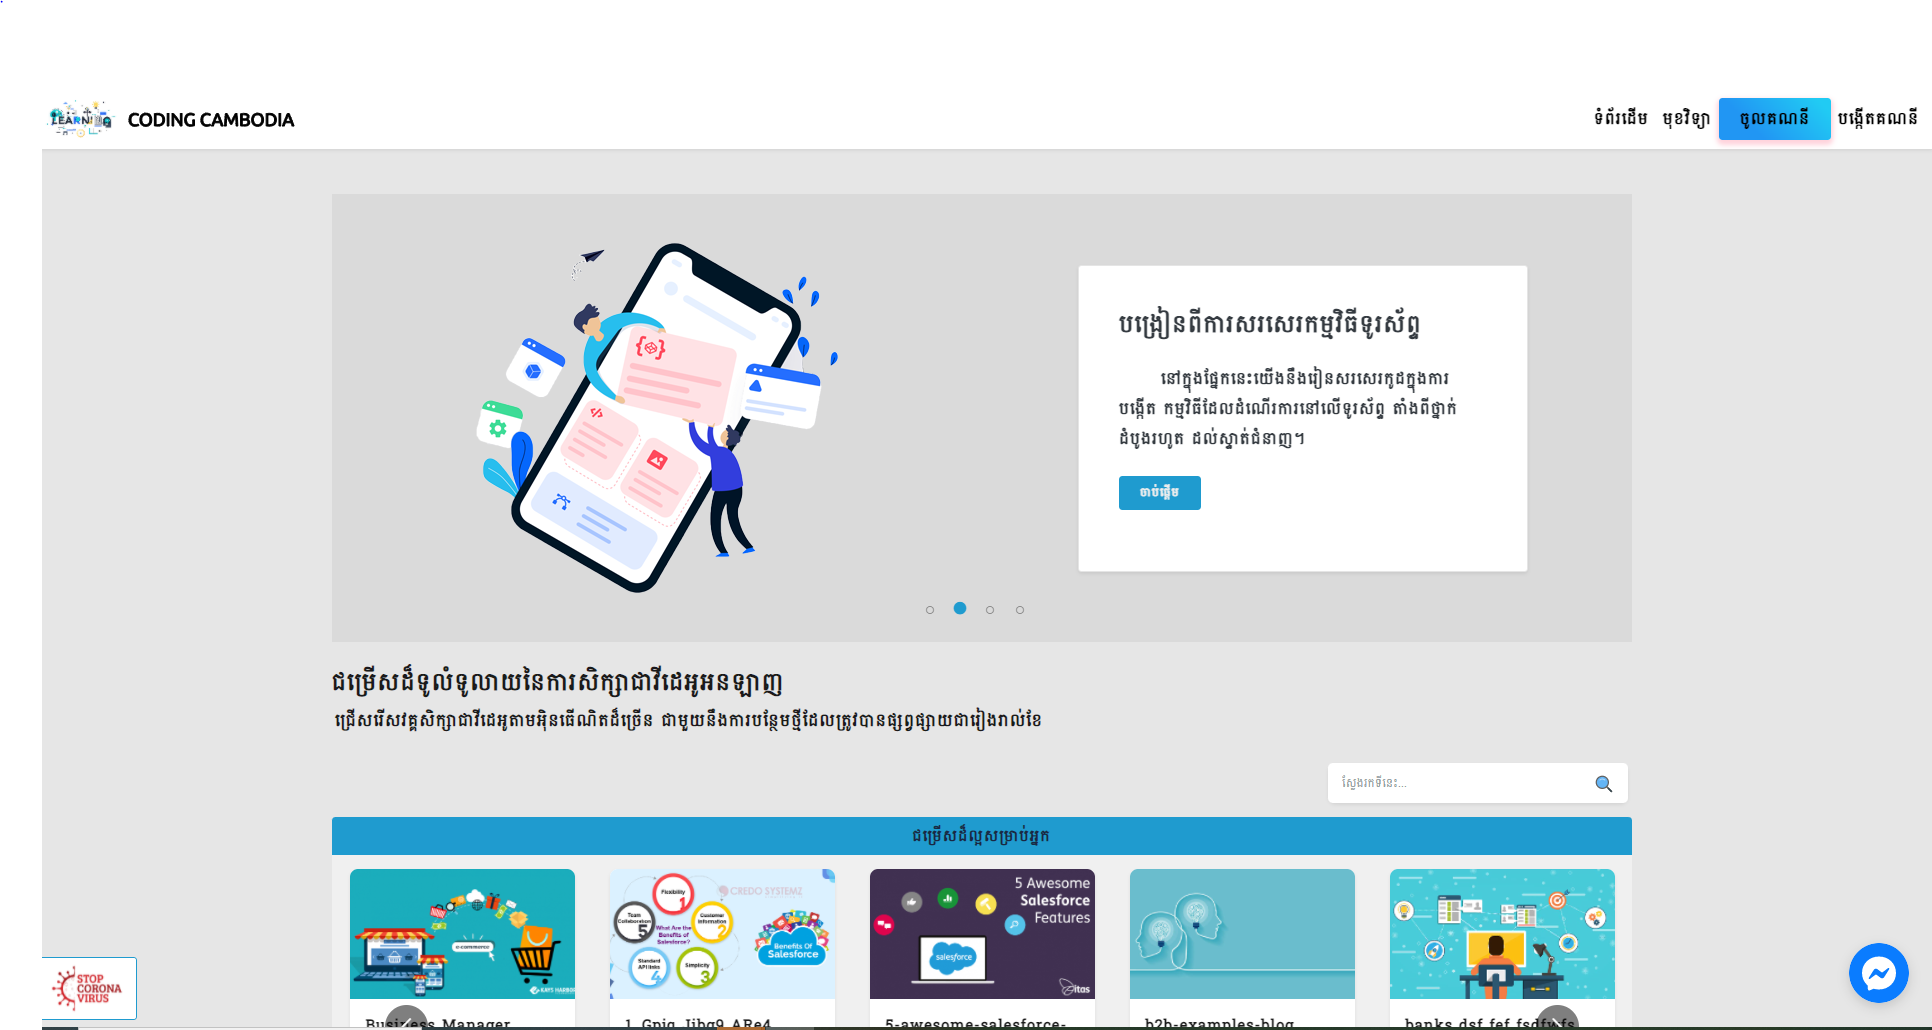 LEARNING
CODING CAMBODIA
ទំព័រដើម មុខវិទ្យា ចូលគណនី បង្កើតគណនី
បង្រៀនពីការសរសេរកម្មវិធីទូរស័ព្ទ
នៅក្នុងផ្នែកនេះយើងនឹងរៀនសរសេរកូដក្នុងការ
បង្កើត កម្មវិធីដែលដំណើរការនៅលើទូរស័ព្ទ តាំងពីថ្នាក់
ដំបូងរហូត ដល់ស្ទាត់ជំនាញ។
ចាប់ផ្ដើម
ជម្រើសដ៏ទូលំទូលាយនៃការសិក្សាជាវីដេអូអនឡាញ
ជ្រើសរើសវគ្គសិក្សាជាវីដេអូតាមអ៊ិនធើណិតដ៏ច្រើន ជាមួយនឹងការបន្ថែមថ្មីដែលត្រូវបានផ្សព្វផ្សាយជារៀងរាល់ខែ
ស្វែងរកទីនេះ...
ជម្រើសដ៏ល្អសម្រាប់អ្នក
e-commerce
KAYS HARBOR
CREDO SYSTEMZ
Flexibility
1
Customer Information
2
Simplicity
3
Standard API links
4
Team Collaboration
5
What Are the Benefits of Salesforce?
Benefits Of Salesforce
5 Awesome
Salesforce
Features
salesforce
itas
STOP
CORONA
VIRUS
Business Manager
5-awesome-salesforce-
b2b-examples-blog
banks dsf fef fsdfwfs